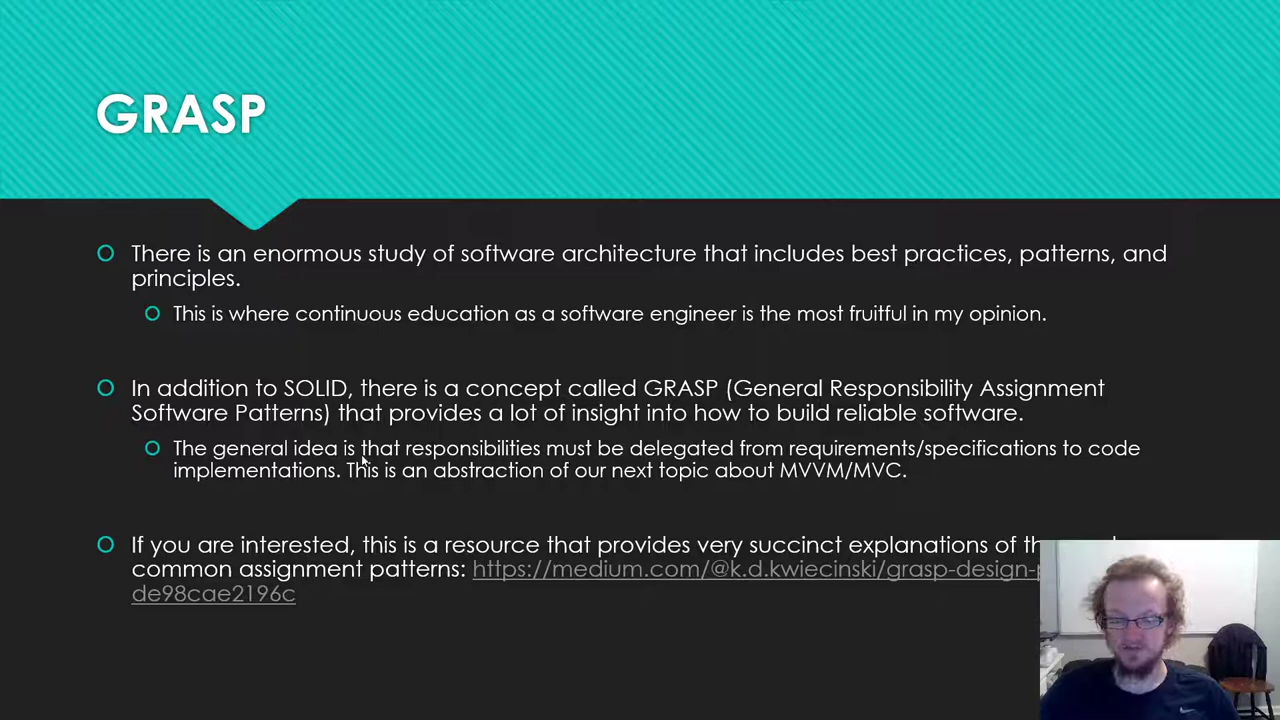 GRASP
There is an enormous study of software architecture that includes best practices, patterns, and
principles.
This is where continuous education as a software engineer is the most fruitful in my opinion.
In addition to SOLID, there is a concept called GRASP (General Responsibility Assignment
Software Patterns) that provides a lot of insight into how to build reliable software.
The general idea is that responsibilities must be delegated from requirements/specifications to code
implementations. This is an abstraction of our next topic about MVVM/MVC.
If you are interested, this is a resource that provides very succinct explanations of
common assignment patterns: https://medium.com/@k.d.kwiecinski/grasp-design-
de98cae2196c